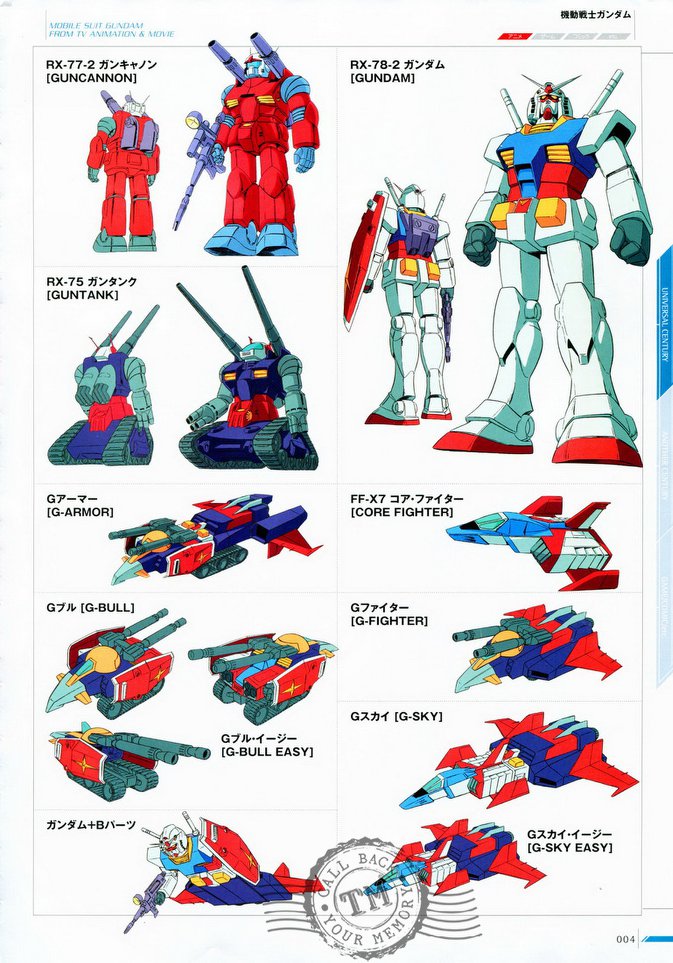 MOBILE SUIT GUNDAM
FROM TV ANIMATION & MOVIE
機動戦士ガンダム
アニメ
RX-77-2 ガンキャノン
[GUNCANNON]
RX-78-2 ガンダム
[GUNDAM]
RX-75 ガンタンク
[GUNTANK]
UNIVERSAL CENTURY
ANOTHER CENTURY
Gアーマー
[G-ARMOR]
FF-X7 コア・ファイター
[CORE FIGHTER]
Gブル [G-BULL]
Gファイター
[G-FIGHTER]
Gスカイ [G-SKY]
Gブル・イージー
[G-BULL EASY]
ガンダム+Bパーツ
Gスカイ・イージー
[G-SKY EASY]
CALL BACK
TM
YOUR MEMORY
004